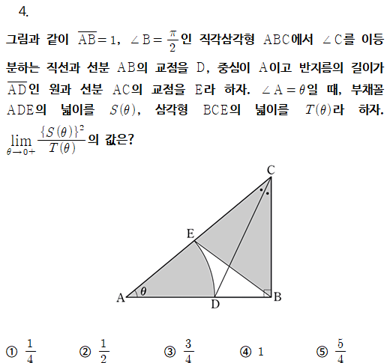 4.
그림과 같이 $\overline{AB}=1$, $\angle B=\frac{\pi}{2}$인 직각삼각형 ABC에서 $\angle C$를 이등
분하는 직선과 선분 AB의 교점을 D, 중심이 A이고 반지름의 길이가
$\overline{AD}$인 원과 선분 AC의 교점을 E라 하자. $\angle A=\theta$일 때, 부채꼴
ADE의 넓이를 $S(\theta)$, 삼각형 BCE의 넓이를 $T(\theta)$라 하자.
$\lim_{\theta \to 0+} \frac{\{S(\theta)\}^2}{T(\theta)}$의 값은?
C
E
A
θ
D
B
① $\frac{1}{4}$ ② $\frac{1}{2}$ ③ $\frac{3}{4}$ ④ 1 ⑤ $\frac{5}{4}$